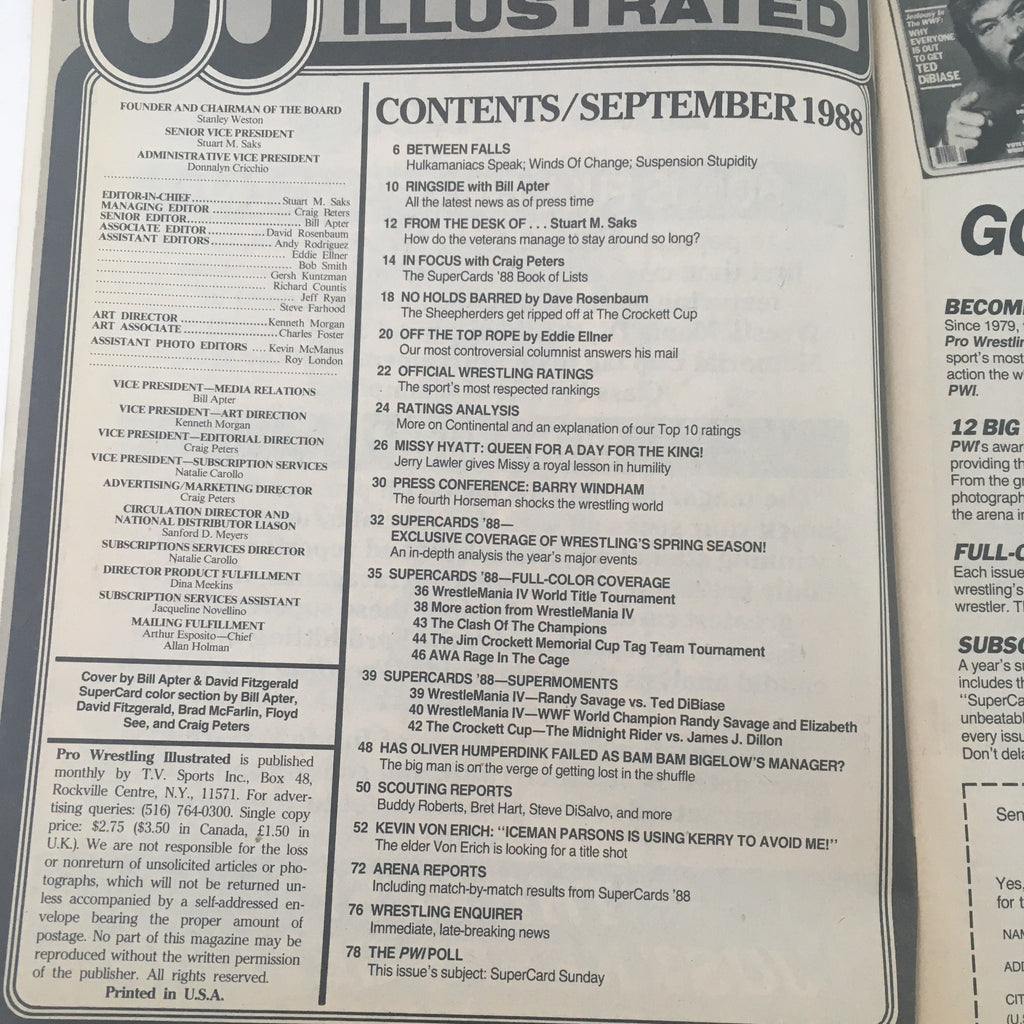 ILLUSTRATED
FOUNDER AND CHAIRMAN OF THE BOARD
Stanley Weston
SENIOR VICE PRESIDENT
Stuart M. Saks
ADMINISTRATIVE VICE PRESIDENT
Donnalyn Cricchio
EDITOR-IN-CHIEF Stuart M. Saks
MANAGING EDITOR Craig Peters
SENIOR EDITOR Bill Apter
ASSOCIATE EDITOR David Rosenbaum
ASSISTANT EDITORS Andy Rodriguez
Eddie Ellner
Bob Smith
Gersh Kuntzman
Richard Countis
Jeff Ryan
Steve Farhood
ART DIRECTOR Kenneth Morgan
ART ASSOCIATE Charles Foster
ASSISTANT PHOTO EDITORS .... Kevin McManus
Roy London
VICE PRESIDENT—MEDIA RELATIONS
Bill Apter
VICE PRESIDENT—ART DIRECTION
Kenneth Morgan
VICE PRESIDENT—EDITORIAL DIRECTION
Craig Peters
VICE PRESIDENT—SUBSCRIPTION SERVICES
Natalie Carollo
ADVERTISING/MARKETING DIRECTOR
Craig Peters
CIRCULATION DIRECTOR AND
NATIONAL DISTRIBUTOR LIASON
Sanford D. Meyers
SUBSCRIPTIONS SERVICES DIRECTOR
Natalie Carollo
DIRECTOR PRODUCT FULFILLMENT
Dina Meekins
SUBSCRIPTION SERVICES ASSISTANT
Jacqueline Novellino
MAILING FULFILLMENT
Arthur Esposito—Chief
Allan Holman
Cover by Bill Apter & David Fitzgerald
SuperCard color section by Bill Apter,
David Fitzgerald, Brad McFarlin, Floyd
See, and Craig Peters
Pro Wrestling Illustrated is published
monthly by T.V. Sports Inc., Box 48,
Rockville Centre, N.Y., 11571. For adver-
tising queries: (516) 764-0300. Single copy
price: $2.75 ($3.50 in Canada, £1.50 in
U.K.). We are not responsible for the loss
or nonreturn of unsolicited articles or pho-
tographs, which will not be returned un-
less accompanied by a self-addressed en-
velope bearing the proper amount of
postage. No part of this magazine may be
reproduced without the written permission
of the publisher. All rights reserved.
Printed in U.S.A.
CONTENTS/SEPTEMBER 1988
6 BETWEEN FALLS
Hulkamaniacs Speak; Winds Of Change; Suspension Stupidity
10 RINGSIDE with Bill Apter
All the latest news as of press time
12 FROM THE DESK OF . . . Stuart M. Saks
How do the veterans manage to stay around so long?
14 IN FOCUS with Craig Peters
The SuperCards '88 Book of Lists
18 NO HOLDS BARRED by Dave Rosenbaum
The Sheepherders get ripped off at The Crockett Cup
20 OFF THE TOP ROPE by Eddie Ellner
Our most controversial columnist answers his mail
22 OFFICIAL WRESTLING RATINGS
The sport's most respected rankings
24 RATINGS ANALYSIS
More on Continental and an explanation of our Top 10 ratings
26 MISSY HYATT: QUEEN FOR A DAY FOR THE KING!
Jerry Lawler gives Missy a royal lesson in humility
30 PRESS CONFERENCE: BARRY WINDHAM
The fourth Horseman shocks the wrestling world
32 SUPERCARDS '88—
EXCLUSIVE COVERAGE OF WRESTLING'S SPRING SEASON!
An in-depth analysis the year's major events
35 SUPERCARDS '88—FULL-COLOR COVERAGE
36 WrestleMania IV World Title Tournament
38 More action from WrestleMania IV
43 The Clash Of The Champions
44 The Jim Crockett Memorial Cup Tag Team Tournament
46 AWA Rage In The Cage
39 SUPERCARDS '88—SUPERMOMENTS
39 WrestleMania IV—Randy Savage vs. Ted DiBiase
40 WrestleMania IV—WWF World Champion Randy Savage and Elizabeth
42 The Crockett Cup—The Midnight Rider vs. James J. Dillon
48 HAS OLIVER HUMPERDINK FAILED AS BAM BAM BIGELOW'S MANAGER?
The big man is on the verge of getting lost in the shuffle
50 SCOUTING REPORTS
Buddy Roberts, Bret Hart, Steve DiSalvo, and more
52 KEVIN VON ERICH: "ICEMAN PARSONS IS USING KERRY TO AVOID ME!"
The elder Von Erich is looking for a title shot
72 ARENA REPORTS
Including match-by-match results from SuperCards '88
76 WRESTLING ENQUIRER
Immediate, late-breaking news
78 THE PWI POLL
This issue's subject: SuperCard Sunday
Jealousy In
The WWF:
WHY
EVERYONE
IS OUT
TO GET
TED
DiBIASE
GO
BECOM
Since 1979,
Pro Wrestlin
sport's most
action the w
PWI.
12 BIG
PWI's awar
providing th
From the gr
photograph
the arena in
FULL-C
Each issue
wrestling's
wrestler. Th
SUBSC
A year's su
includes th
"SuperCa
unbeatabl
every issu
Don't dela
Sen
Yes,
for t
NAM
ADD
CIT
(U.S